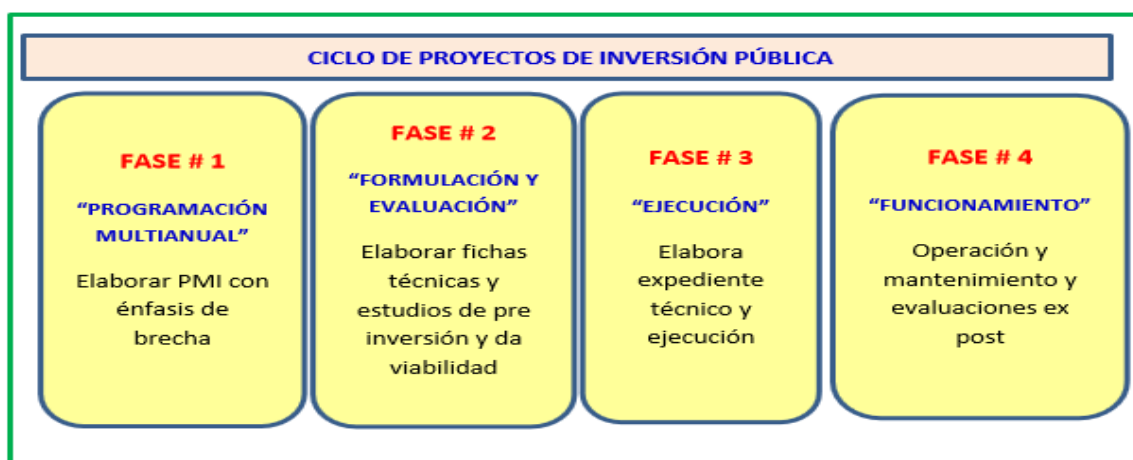 CICLO DE PROYECTOS DE INVERSIÓN PÚBLICA
FASE # 1
“PROGRAMACIÓN
MULTIANUAL”
Elaborar PMI con
énfasis de
brecha
FASE # 2
“FORMULACIÓN Y
EVALUACIÓN”
Elaborar fichas
técnicas y
estudios de pre
inversión y da
viabilidad
FASE # 3
“EJECUCIÓN”
Elabora
expediente
técnico y
ejecución
FASE # 4
“FUNCIONAMIENTO”
Operación y
mantenimiento y
evaluaciones ex
post